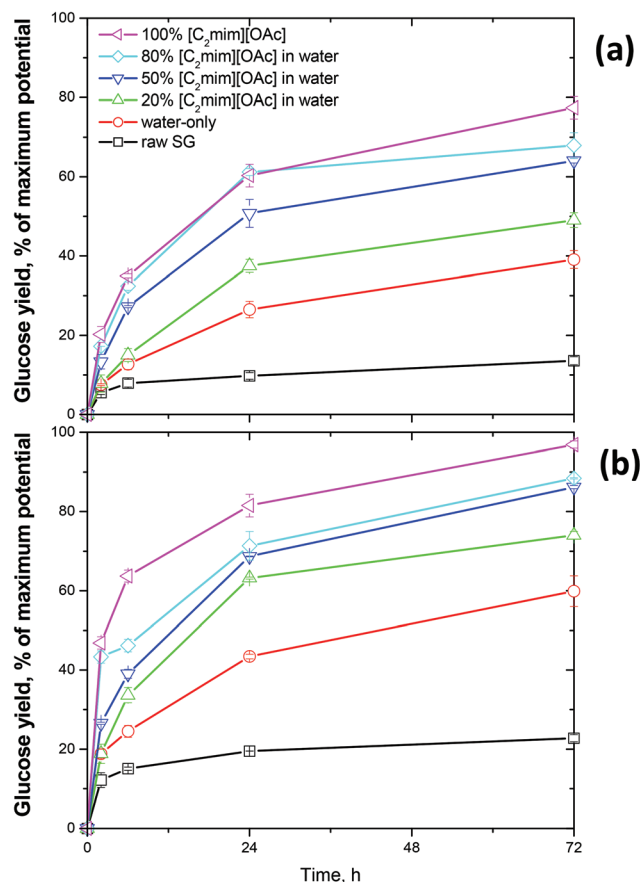 100
80
60
40
20
0
Glucose yield, % of maximum potential
100% [C₂mim][OAc]
80% [C₂mim][OAc] in water
50% [C₂mim][OAc] in water
20% [C₂mim][OAc] in water
water-only
raw SG
(a)
100
80
60
40
20
0
Glucose yield, % of maximum potential
(b)
0 24 48 72
Time, h